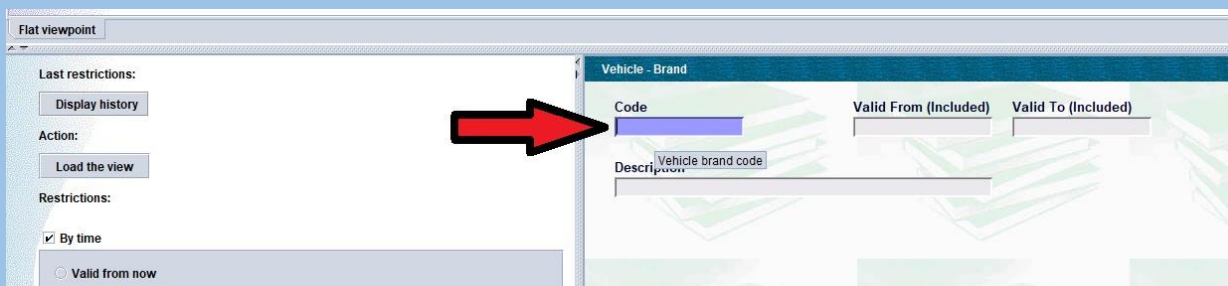 Flat viewpoint
Last restrictions:
Display history
Action:
Load the view
Restrictions:
By time
Valid from now
Vehicle - Brand
Code
Valid From (Included)
Valid To (Included)
Vehicle brand code
Description